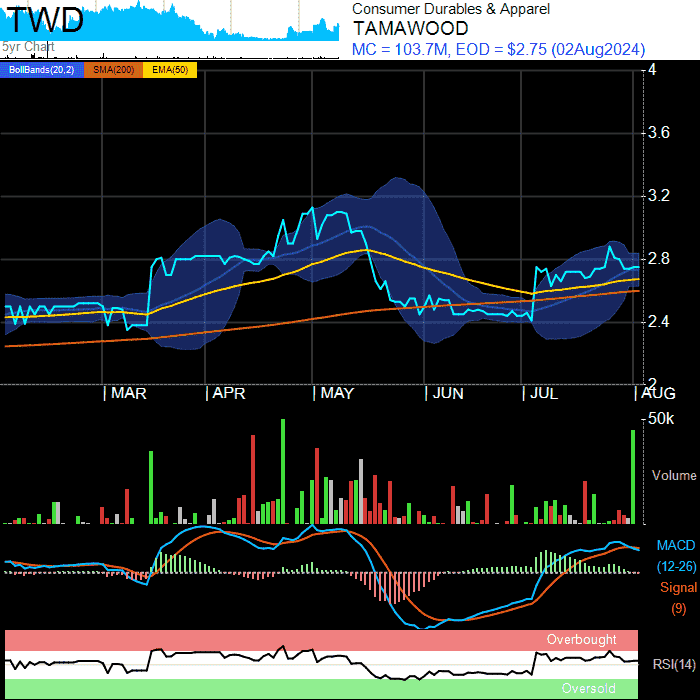 TWD
5yr Chart
Consumer Durables & Apparel
TAMAWOOD
MC = 103.7M, EOD = $2.75 (02Aug2024)
BollBands(20,2) SMA(200) EMA(50)
4
3.6
3.2
2.8
2.4
2
MAR APR MAY JUN JUL AUG
50k
Volume
MACD
(12-26)
Signal
(9)
Overbought
RSI(14)
Oversold